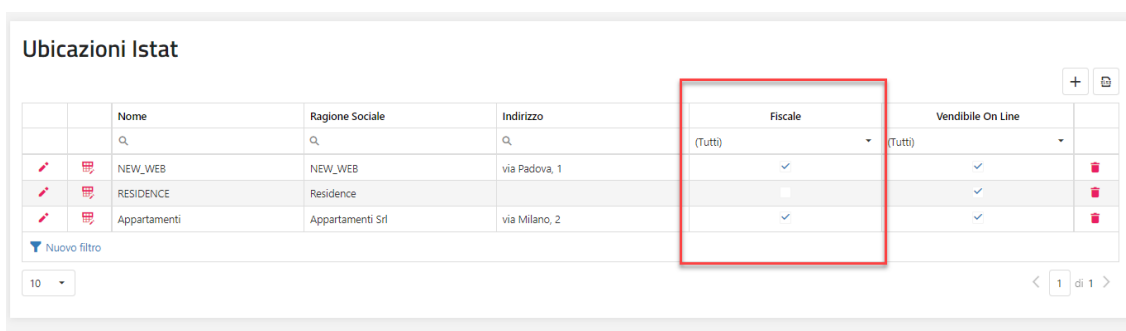 Ubicazioni Istat
Nome Ragione Sociale Indirizzo Fiscale Vendibile On Line
(Tutti) (Tutti)
NEW_WEB NEW_WEB via Padova, 1
RESIDENCE Residence
Appartamenti Appartamenti Srl via Milano, 2
Nuovo filtro
10 1 di 1